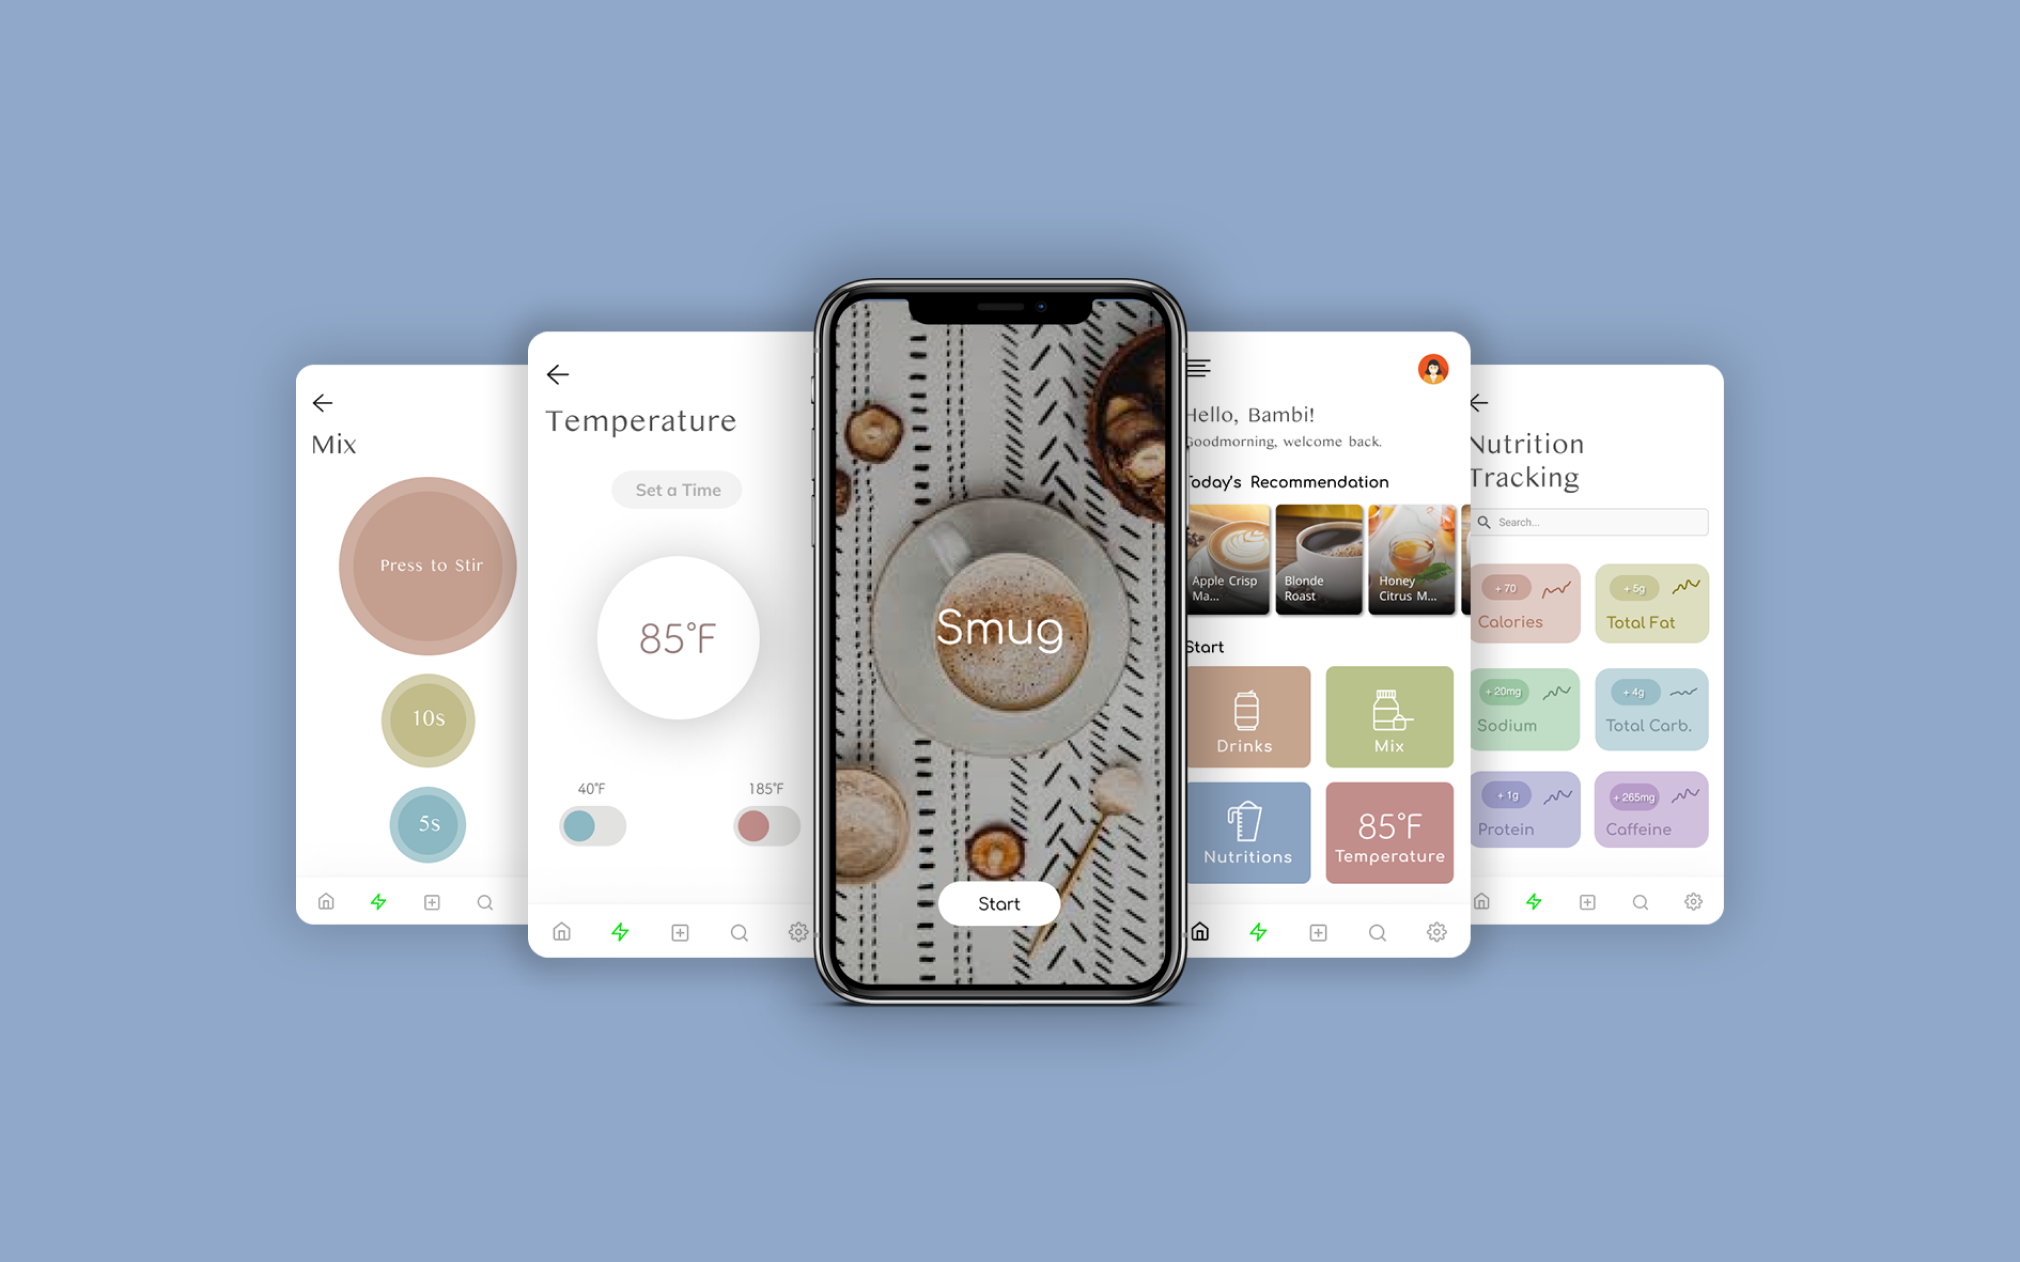 Mix
Press to Stir
10s
5s
Temperature
Set a Time
85°F
40°F
185°F
Smug
Start
Hello, Bambi!
Goodmorning, welcome back.
Today's Recommendation
Apple Crisp
Ma...
Blonde
Roast
Honey
Citrus M...
Start
Drinks
Mix
Nutritions
85°F
Temperature
Nutrition
Tracking
Search...
+ 70
Calories
+ 5g
Total Fat
+ 20mg
Sodium
+ 4g
Total Carb.
+ 1g
Protein
+ 265mg
Caffeine